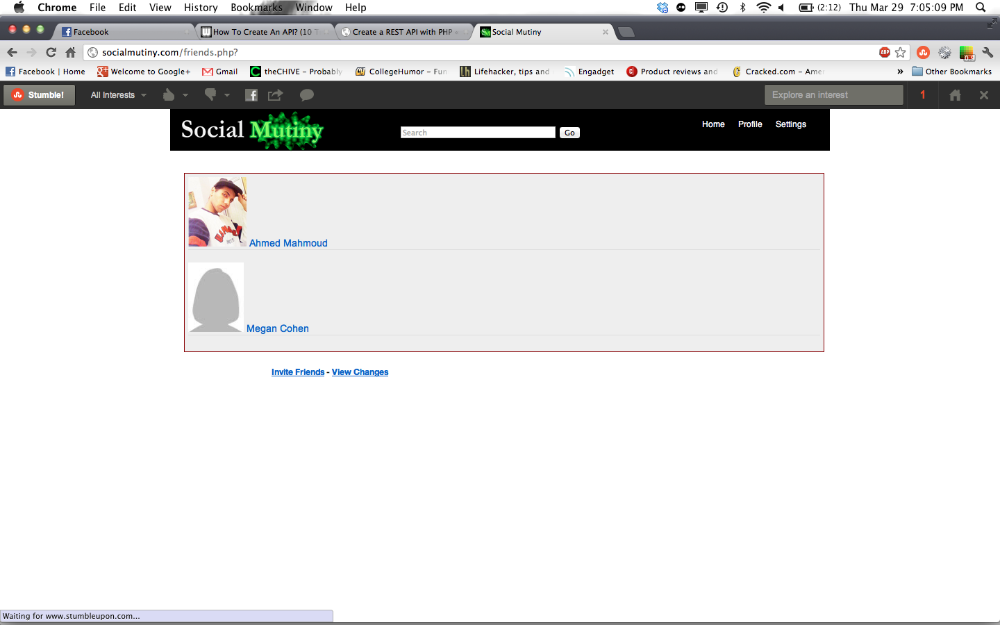 Chrome File Edit View History Bookmarks Window Help (2:12) Thu Mar 29 7:05:09 PM
Facebook How To Create An API? (10 T Create a REST API with PHP Social Mutiny
socialmutiny.com/friends.php? ABP 0.3
Facebook | Home Welcome to Google+ Gmail theCHIVE – Probably CollegeHumor – Fun Lifehacker, tips and Engadget Product reviews and Cracked.com – Amer » Other Bookmarks
Stumble! All Interests Explore an interest 1
Social Mutiny Search Go Home Profile Settings
Ahmed Mahmoud
Megan Cohen
Invite Friends - View Changes
Waiting for www.stumbleupon.com...